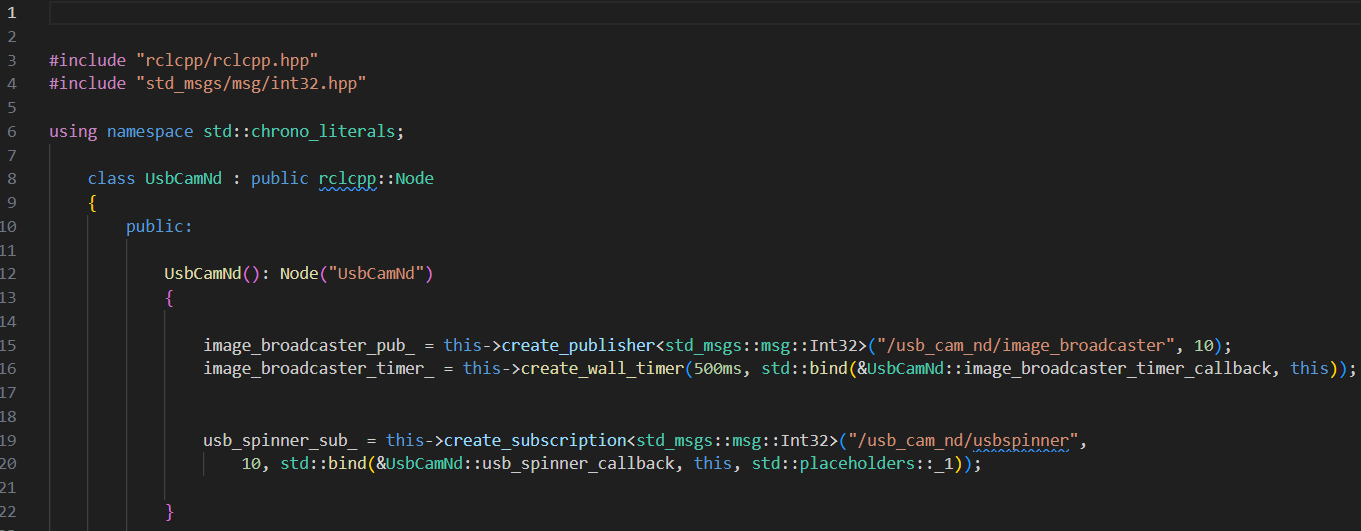 1
2
3 #include "rclcpp/rclcpp.hpp"
4 #include "std_msgs/msg/int32.hpp"
5
6 using namespace std::chrono_literals;
7
8 class UsbCamNd : public rclcpp::Node
9 {
10 public:
11
12 UsbCamNd(): Node("UsbCamNd")
13 {
14
15 image_broadcaster_pub_ = this->create_publisher<std_msgs::msg::Int32>("/usb_cam_nd/image_broadcaster", 10);
16 image_broadcaster_timer_ = this->create_wall_timer(500ms, std::bind(&UsbCamNd::image_broadcaster_timer_callback, this));
17
18
19 usb_spinner_sub_ = this->create_subscription<std_msgs::msg::Int32>("/usb_cam_nd/usbspinner",
20 10, std::bind(&UsbCamNd::usb_spinner_callback, this, std::placeholders::_1));
21
22 }